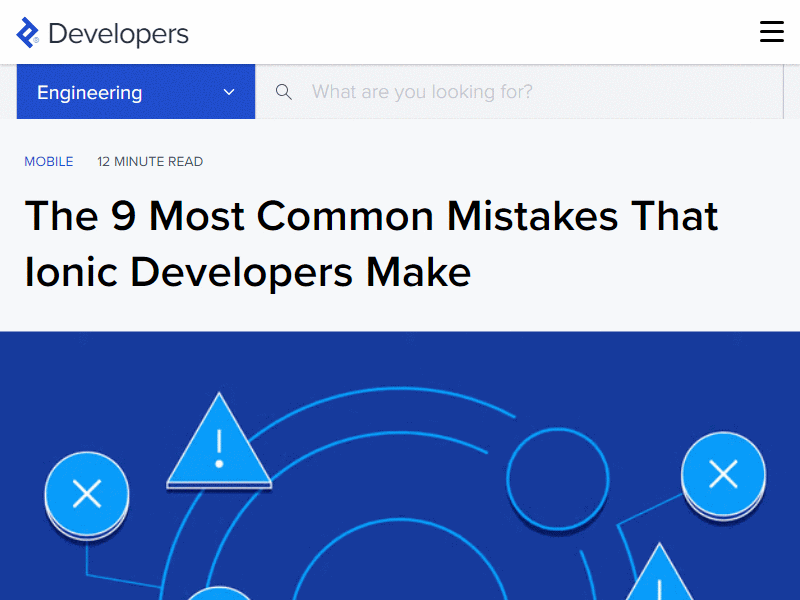 Developers
Engineering
What are you looking for?
MOBILE 12 MINUTE READ
The 9 Most Common Mistakes That
Ionic Developers Make